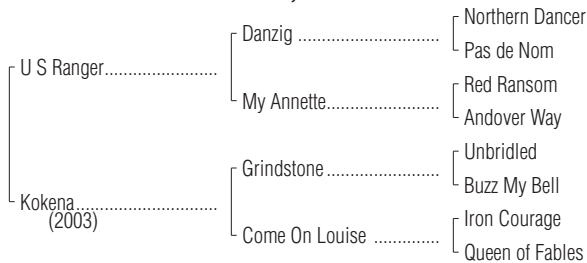 Northern Dancer
Danzig ..................................
Pas de Nom
U S Ranger...........................
Red Ransom
My Annette...........................
Andover Way
Unbridled
Grindstone ...........................
Buzz My Bell
Kokena..................................
(2003)
Iron Courage
Come On Louise ................
Queen of Fables